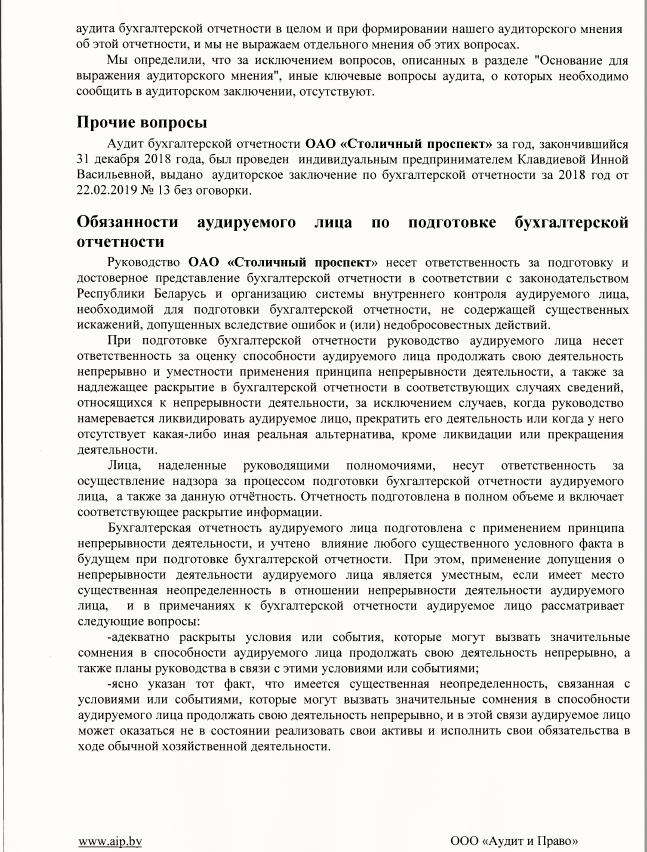 аудита бухгалтерской отчетности в целом и при формировании нашего аудиторского мнения
об этой отчетности, и мы не выражаем отдельного мнения об этих вопросах.
Мы определили, что за исключением вопросов, описанных в разделе "Основание для
выражения аудиторского мнения", иные ключевые вопросы аудита, о которых необходимо
сообщить в аудиторском заключении, отсутствуют.
Прочие вопросы
Аудит бухгалтерской отчетности ОАО «Столичный проспект» за год, закончившийся
31 декабря 2018 года, был проведен индивидуальным предпринимателем Клавдиевой Инной
Васильевной, выдано аудиторское заключение по бухгалтерской отчетности за 2018 год от
22.02.2019 № 13 без оговорки.
Обязанности аудируемого лица по подготовке бухгалтерской
отчетности
Руководство ОАО «Столичный проспект» несет ответственность за подготовку и
достоверное представление бухгалтерской отчетности в соответствии с законодательством
Республики Беларусь и организацию системы внутреннего контроля аудируемого лица,
необходимой для подготовки бухгалтерской отчетности, не содержащей существенных
искажений, допущенных вследствие ошибок и (или) недобросовестных действий.
При подготовке бухгалтерской отчетности руководство аудируемого лица несет
ответственность за оценку способности аудируемого лица продолжать свою деятельность
непрерывно и уместности применения принципа непрерывности деятельности, а также за
надлежащее раскрытие в бухгалтерской отчетности в соответствующих случаях сведений,
относящихся к непрерывности деятельности, за исключением случаев, когда руководство
намеревается ликвидировать аудируемое лицо, прекратить его деятельность или когда у него
отсутствует какая-либо иная реальная альтернатива, кроме ликвидации или прекращения
деятельности.
Лица, наделенные руководящими полномочиями, несут ответственность за
осуществление надзора за процессом подготовки бухгалтерской отчетности аудируемого
лица, а также за данную отчётность. Отчетность подготовлена в полном объеме и включает
соответствующее раскрытие информации.
Бухгалтерская отчетность аудируемого лица подготовлена с применением принципа
непрерывности деятельности, и учтено влияние любого существенного условного факта в
будущем при подготовке бухгалтерской отчетности. При этом, применение допущения о
непрерывности деятельности аудируемого лица является уместным, если имеет место
существенная неопределенность в отношении непрерывности деятельности аудируемого
лица, и в примечаниях к бухгалтерской отчетности аудируемое лицо рассматривает
следующие вопросы:
-адекватно раскрыты условия или события, которые могут вызвать значительные
сомнения в способности аудируемого лица продолжать свою деятельность непрерывно, а
также планы руководства в связи с этими условиями или событиями;
-ясно указан тот факт, что имеется существенная неопределенность, связанная с
условиями или событиями, которые могут вызвать значительные сомнения в способности
аудируемого лица продолжать свою деятельность непрерывно, и в этой связи аудируемое лицо
может оказаться не в состоянии реализовать свои активы и исполнить свои обязательства в
ходе обычной хозяйственной деятельности.
www.aip.by ООО «Аудит и Право»